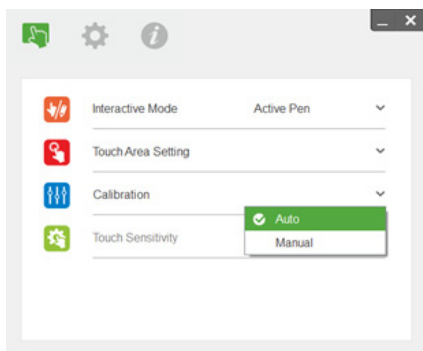 Interactive Mode Active Pen
Touch Area Setting
Calibration
Auto
Touch Sensitivity
Manual